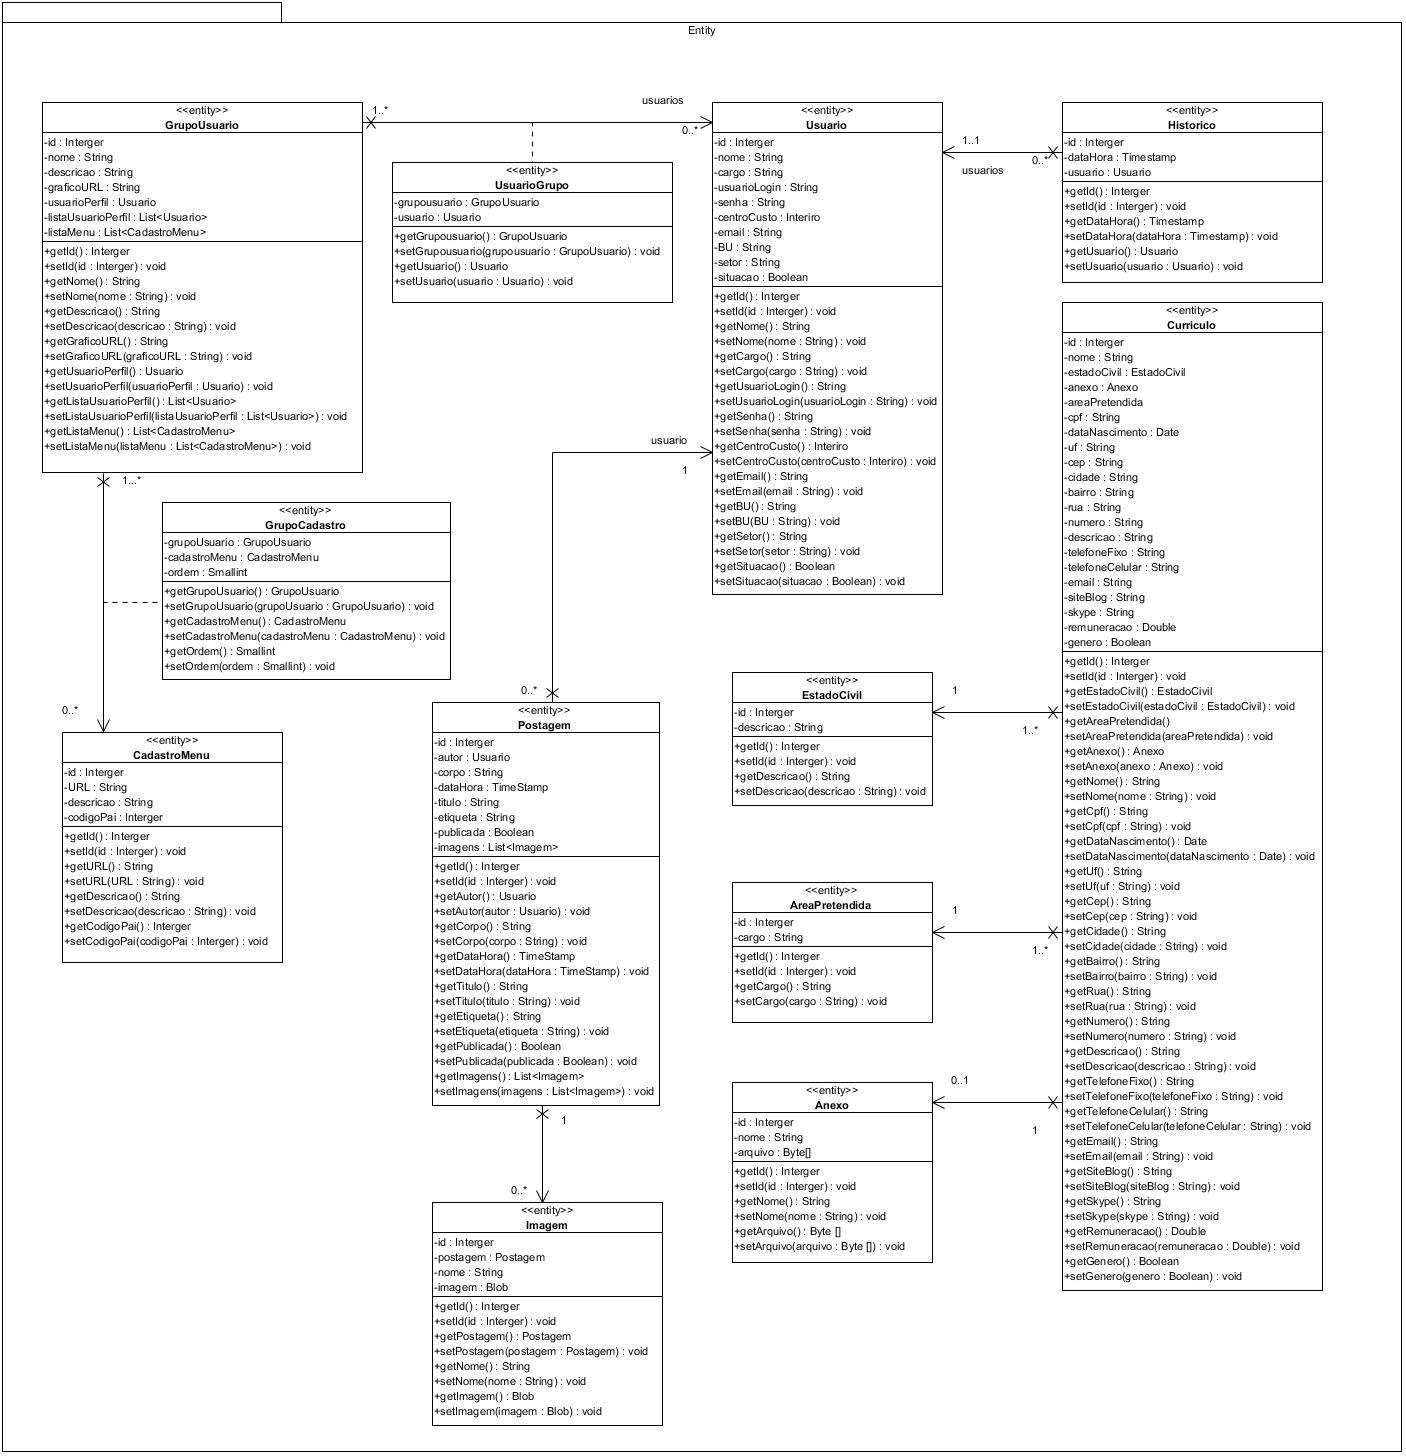 Entity
<<entity>>
GrupoUsuario
-id : Interger
-nome : String
-descricao : String
-graficoURL : String
-usuarioPerfil : Usuario
-listaUsuarioPerfil : List<Usuario>
-listaMenu : List<CadastroMenu>
+getId() : Interger
+setId(id : Interger) : void
+getNome() : String
+setNome(nome : String) : void
+getDescricao() : String
+setDescricao(descricao : String) : void
+getGraficoURL() : String
+setGraficoURL(graficoURL : String) : void
+getUsuarioPerfil() : Usuario
+setUsuarioPerfil(usuarioPerfil : Usuario) : void
+getListaUsuarioPerfil() : List<Usuario>
+setListaUsuarioPerfil(listaUsuarioPerfil : List<Usuario>) : void
+getListaMenu() : List<CadastroMenu>
+setListaMenu(listaMenu : List<CadastroMenu>) : void
1..*
usuarios
0..*
<<entity>>
UsuarioGrupo
-grupousuario : GrupoUsuario
-usuario : Usuario
+getGrupousuario() : GrupoUsuario
+setGrupousuario(grupousuario : GrupoUsuario) : void
+getUsuario() : Usuario
+setUsuario(usuario : Usuario) : void
<<entity>>
Usuario
-id : Interger
-nome : String
-cargo : String
-usuarioLogin : String
-senha : String
-centroCusto : Interiro
-email : String
-BU : String
-setor : String
-situacao : Boolean
+getId() : Interger
+setId(id : Interger) : void
+getNome() : String
+setNome(nome : String) : void
+getCargo() : String
+setCargo(cargo : String) : void
+getUsuarioLogin() : String
+setUsuarioLogin(usuarioLogin : String) : void
+getSenha() : String
+setSenha(senha : String) : void
+getCentroCusto() : Interiro
+setCentroCusto(centroCusto : Interiro) : void
+getEmail() : String
+setEmail(email : String) : void
+getBU() : String
+setBU(BU : String) : void
+getSetor() : String
+setSetor(setor : String) : void
+getSituacao() : Boolean
+setSituacao(situacao : Boolean) : void
1..1
0..*
usuarios
<<entity>>
Historico
-id : Interger
-dataHora : Timestamp
-usuario : Usuario
+getId() : Interger
+setId(id : Interger) : void
+getDataHora() : Timestamp
+setDataHora(dataHora : Timestamp) : void
+getUsuario() : Usuario
+setUsuario(usuario : Usuario) : void
<<entity>>
Curriculo
-id : Interger
-nome : String
-estadoCivil : EstadoCivil
-anexo : Anexo
-areaPretendida
-cpf : String
-dataNascimento : Date
-uf : String
-cep : String
-cidade : String
-bairro : String
-rua : String
-numero : String
-descricao : String
-telefoneFixo : String
-telefoneCelular : String
-email : String
-siteBlog : String
-skype : String
-remuneracao : Double
-genero : Boolean
+getId() : Interger
+setId(id : Interger) : void
+getEstadoCivil() : EstadoCivil
+setEstadoCivil(estadoCivil : EstadoCivil) : void
+getAreaPretendida()
+setAreaPretendida(areaPretendida) : void
+getAnexo() : Anexo
+setAnexo(anexo : Anexo) : void
+getNome() : String
+setNome(nome : String) : void
+getCpf() : String
+setCpf(cpf : String) : void
+getDataNascimento() : Date
+setDataNascimento(dataNascimento : Date) : void
+getUf() : String
+setUf(uf : String) : void
+getCep() : String
+setCep(cep : String) : void
+getCidade() : String
+setCidade(cidade : String) : void
+getBairro() : String
+setBairro(bairro : String) : void
+getRua() : String
+setRua(rua : String) : void
+getNumero() : String
+setNumero(numero : String) : void
+getDescricao() : String
+setDescricao(descricao : String) : void
+getTelefoneFixo() : String
+setTelefoneFixo(telefoneFixo : String) : void
+getTelefoneCelular() : String
+setTelefoneCelular(telefoneCelular : String) : void
+getEmail() : String
+setEmail(email : String) : void
+getSiteBlog() : String
+setSiteBlog(siteBlog : String) : void
+getSkype() : String
+setSkype(skype : String) : void
+getRemuneracao() : Double
+setRemuneracao(remuneracao : Double) : void
+getGenero() : Boolean
+setGenero(genero : Boolean) : void
1...*
<<entity>>
GrupoCadastro
-grupoUsuario : GrupoUsuario
-cadastroMenu : CadastroMenu
-ordem : Smallint
+getGrupoUsuario() : GrupoUsuario
+setGrupoUsuario(grupoUsuario : GrupoUsuario) : void
+getCadastroMenu() : CadastroMenu
+setCadastroMenu(cadastroMenu : CadastroMenu) : void
+getOrdem() : Smallint
+setOrdem(ordem : Smallint) : void
0..*
<<entity>>
CadastroMenu
-id : Interger
-URL : String
-descricao : String
-codigoPai : Interger
+getId() : Interger
+setId(id : Interger) : void
+getURL() : String
+setURL(URL : String) : void
+getDescricao() : String
+setDescricao(descricao : String) : void
+getCodigoPai() : Interger
+setCodigoPai(codigoPai : Interger) : void
usuario
1
0..*
<<entity>>
Postagem
-id : Interger
-autor : Usuario
-corpo : String
-dataHora : TimeStamp
-titulo : String
-etiqueta : String
-publicada : Boolean
-imagens : List<Imagem>
+getId() : Interger
+setId(id : Interger) : void
+getAutor() : Usuario
+setAutor(autor : Usuario) : void
+getCorpo() : String
+setCorpo(corpo : String) : void
+getDataHora() : TimeStamp
+setDataHora(dataHora : TimeStamp) : void
+getTitulo() : String
+setTitulo(titulo : String) : void
+getEtiqueta() : String
+setEtiqueta(etiqueta : String) : void
+getPublicada() : Boolean
+setPublicada(publicada : Boolean) : void
+getImagens() : List<Imagem>
+setImagens(imagens : List<Imagem>) : void
1
0..*
<<entity>>
Imagem
-id : Interger
-postagem : Postagem
-nome : String
-imagem : Blob
+getId() : Interger
+setId(id : Interger) : void
+getPostagem() : Postagem
+setPostagem(postagem : Postagem) : void
+getNome() : String
+setNome(nome : String) : void
+getImagem() : Blob
+setImagem(imagem : Blob) : void
<<entity>>
EstadoCivil
-id : Interger
-descricao : String
+getId() : Interger
+setId(id : Interger) : void
+getDescricao() : String
+setDescricao(descricao : String) : void
1
1..*
<<entity>>
AreaPretendida
-id : Interger
-cargo : String
+getId() : Interger
+setId(id : Interger) : void
+getCargo() : String
+setCargo(cargo : String) : void
1
1..*
<<entity>>
Anexo
-id : Interger
-nome : String
-arquivo : Byte[]
+getId() : Interger
+setId(id : Interger) : void
+getNome() : String
+setNome(nome : String) : void
+getArquivo() : Byte []
+setArquivo(arquivo : Byte []) : void
0..1
1